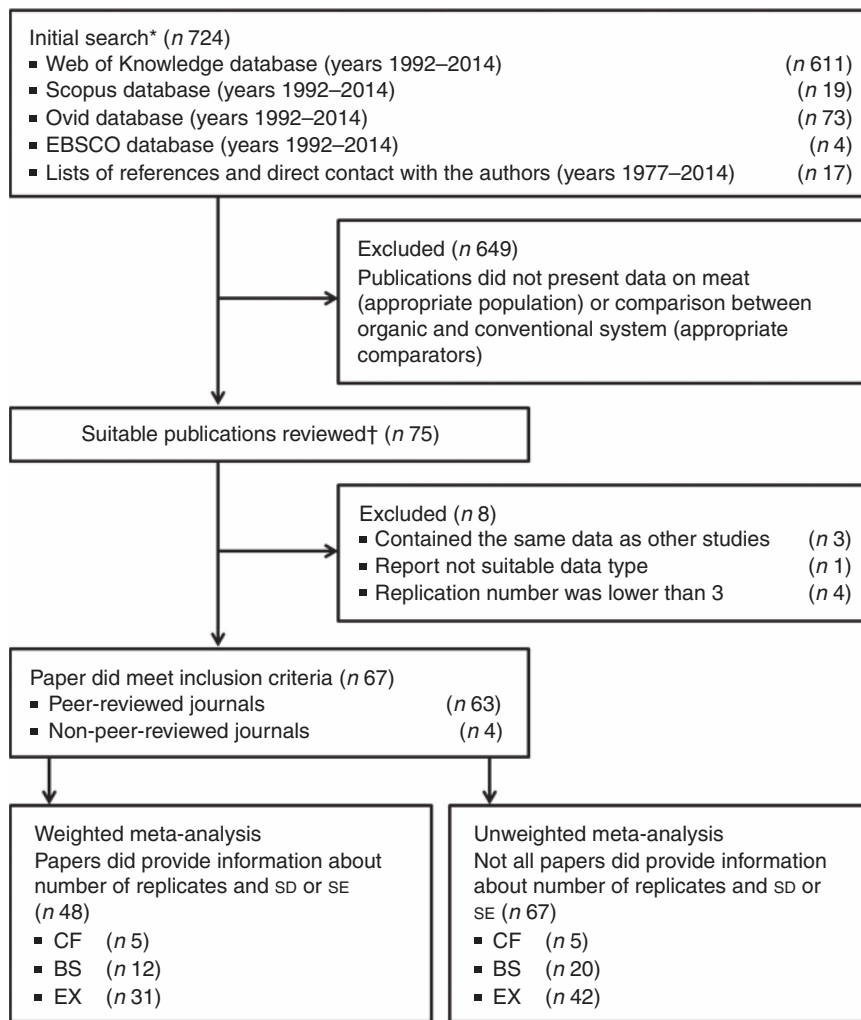 Initial search* (n 724)
▪ Web of Knowledge database (years 1992–2014) (n 611)
▪ Scopus database (years 1992–2014) (n 19)
▪ Ovid database (years 1992–2014) (n 73)
▪ EBSCO database (years 1992–2014) (n 4)
▪ Lists of references and direct contact with the authors (years 1977–2014) (n 17)
Excluded (n 649)
Publications did not present data on meat
(appropriate population) or comparison between
organic and conventional system (appropriate
comparators)
Suitable publications reviewed† (n 75)
Excluded (n 8)
▪ Contained the same data as other studies (n 3)
▪ Report not suitable data type (n 1)
▪ Replication number was lower than 3 (n 4)
Paper did meet inclusion criteria (n 67)
▪ Peer-reviewed journals (n 63)
▪ Non-peer-reviewed journals (n 4)
Weighted meta-analysis
Papers did provide information about
number of replicates and SD or SE
(n 48)
▪ CF (n 5)
▪ BS (n 12)
▪ EX (n 31)
Unweighted meta-analysis
Not all papers did provide information
about number of replicates and SD or
SE (n 67)
▪ CF (n 5)
▪ BS (n 20)
▪ EX (n 42)